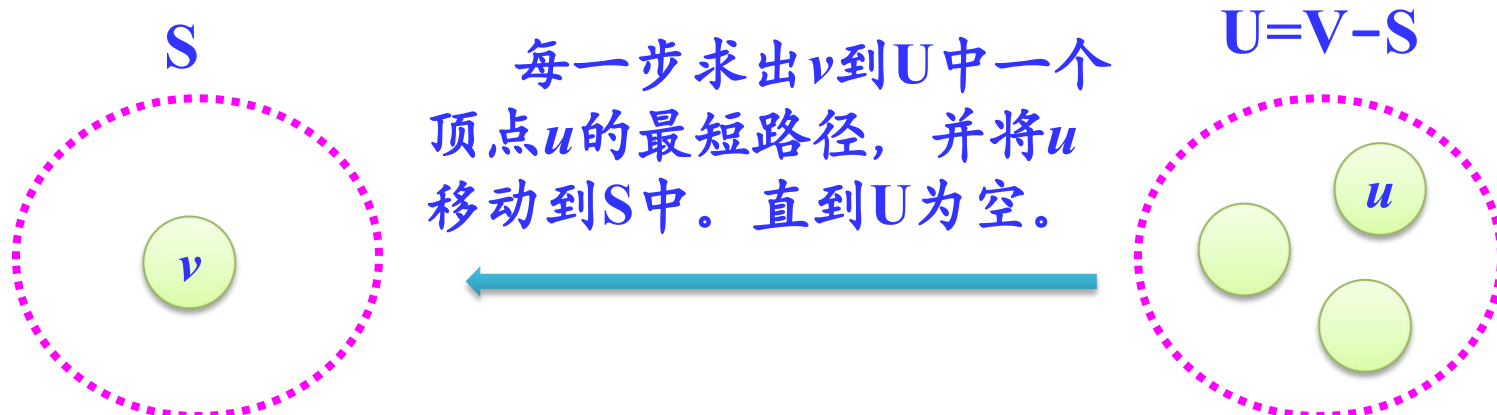 S
U=V-S
每一步求出v到U中一个
顶点u的最短路径，并将u
移动到S中。直到U为空。
v
u